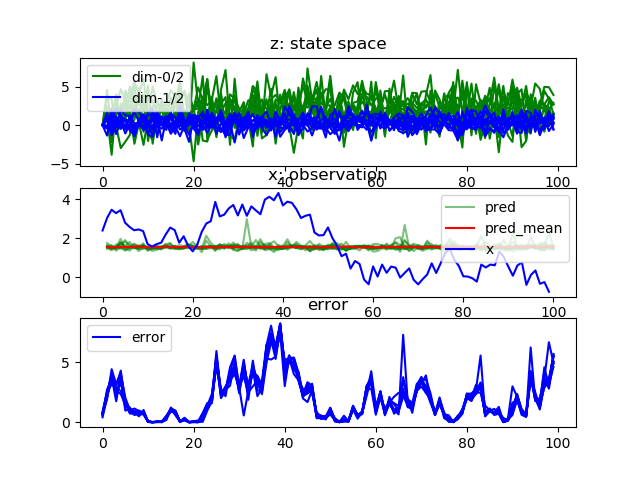 z: state space
dim-0/2
dim-1/2
5
0
−5
0 20 40 60 80 100
x: observation
pred
pred_mean
x
4
2
0
0 20 40 60 80 100
error
error
5
0
0 20 40 60 80 100